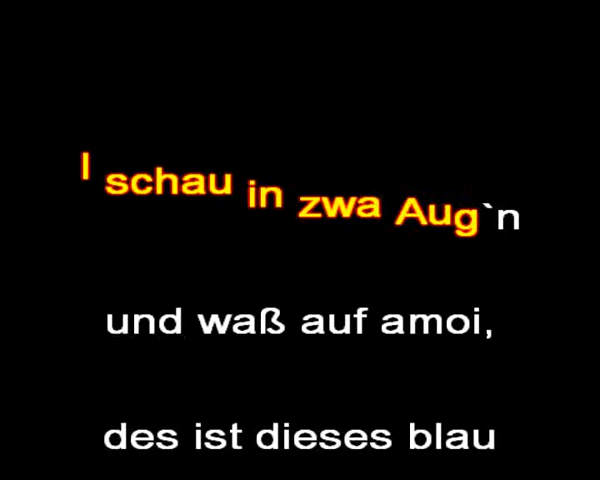 I schau in zwa Aug`n
und waß auf amoi,
des ist dieses blau